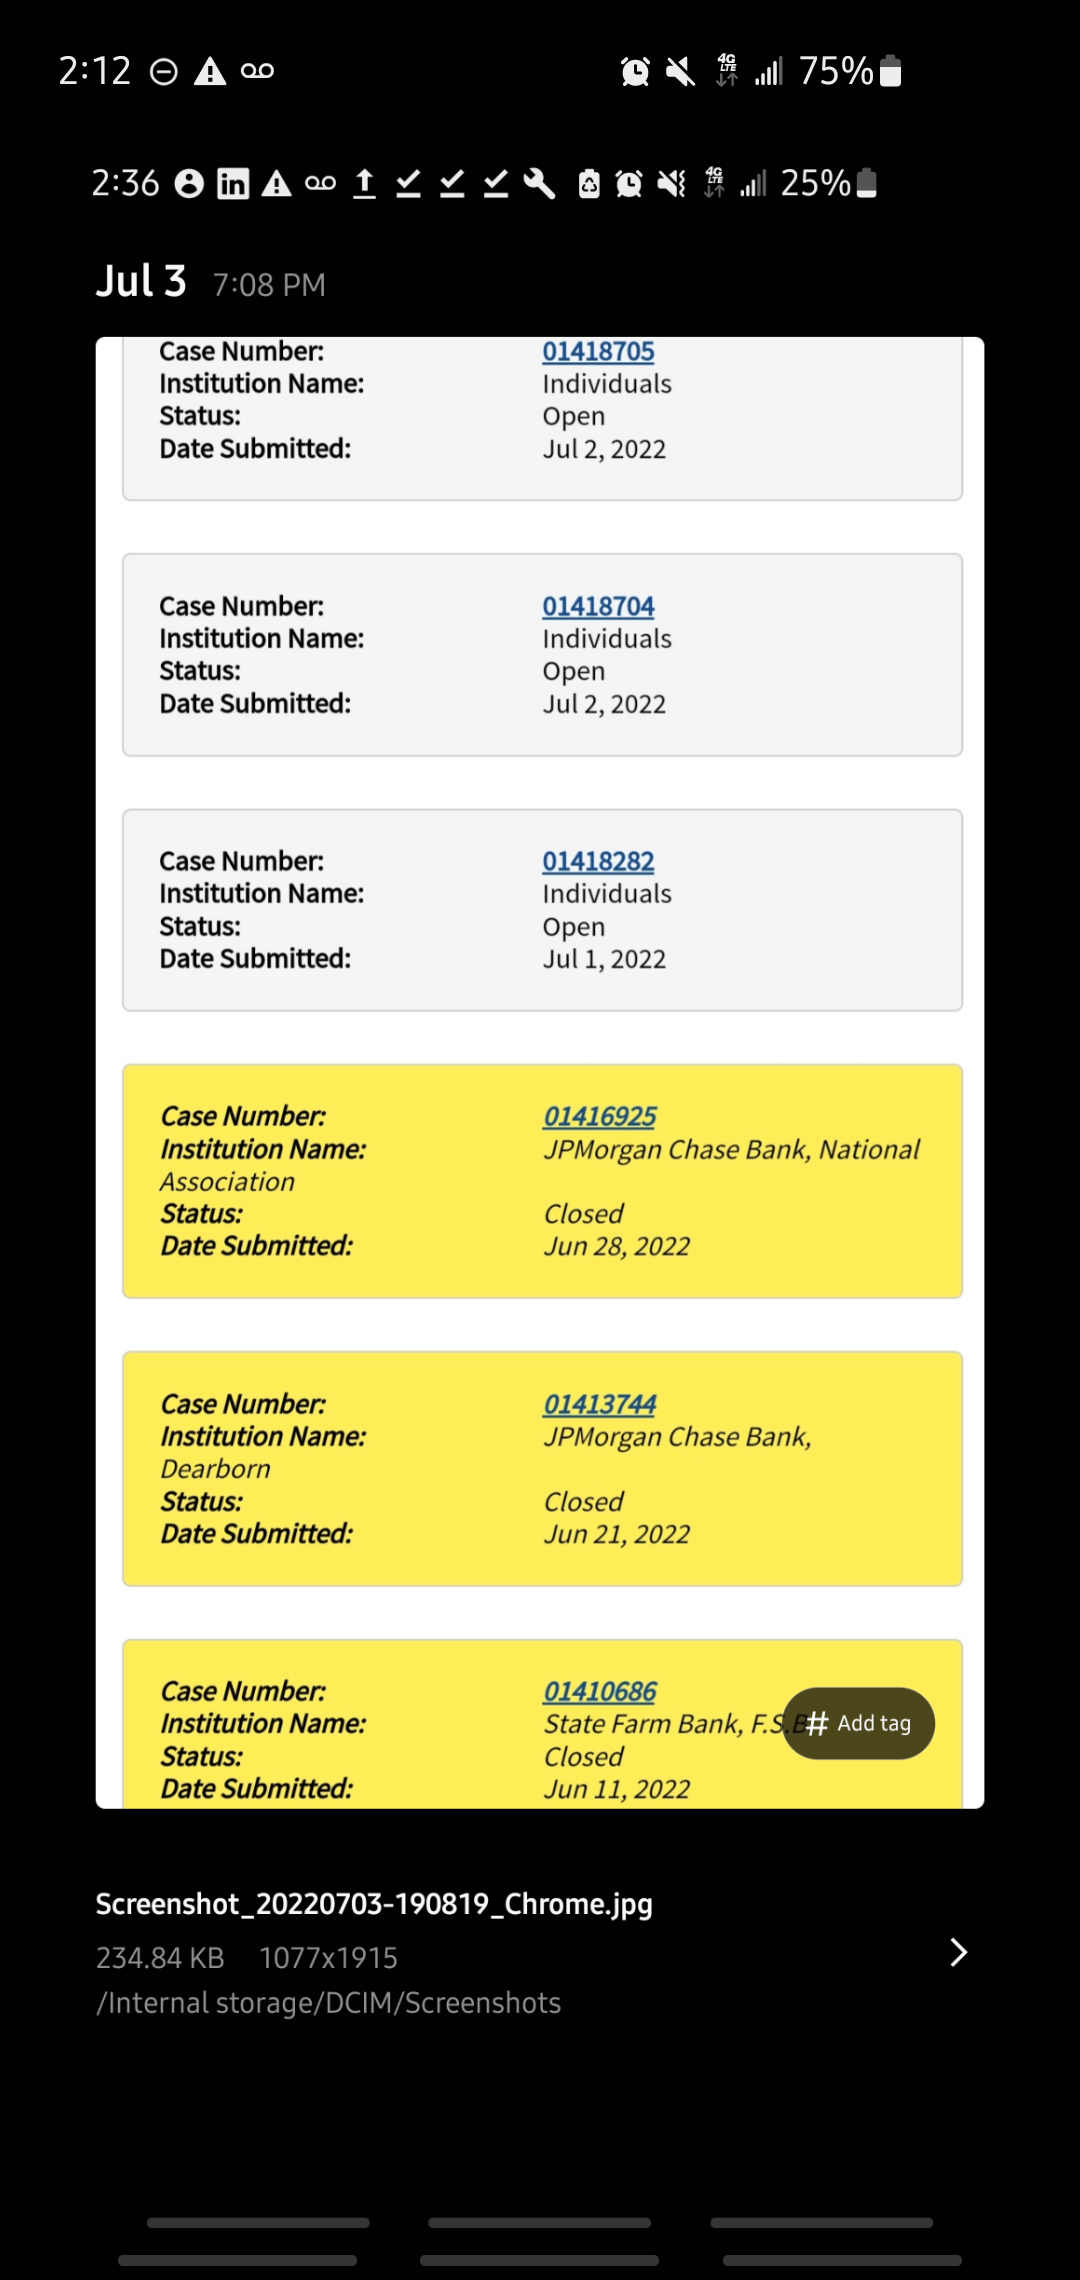 2:12 75%
2:36 25%
Jul 3 7:08 PM
Case Number: 01418705
Institution Name: Individuals
Status: Open
Date Submitted: Jul 2, 2022
Case Number: 01418704
Institution Name: Individuals
Status: Open
Date Submitted: Jul 2, 2022
Case Number: 01418282
Institution Name: Individuals
Status: Open
Date Submitted: Jul 1, 2022
Case Number: 01416925
Institution Name: JPMorgan Chase Bank, National
Association
Status: Closed
Date Submitted: Jun 28, 2022
Case Number: 01413744
Institution Name: JPMorgan Chase Bank,
Dearborn
Status: Closed
Date Submitted: Jun 21, 2022
Case Number: 01410686
Institution Name: State Farm Bank, F.S.B
# Add tag
Status: Closed
Date Submitted: Jun 11, 2022
Screenshot_20220703-190819_Chrome.jpg
234.84 KB 1077x1915
/Internal storage/DCIM/Screenshots